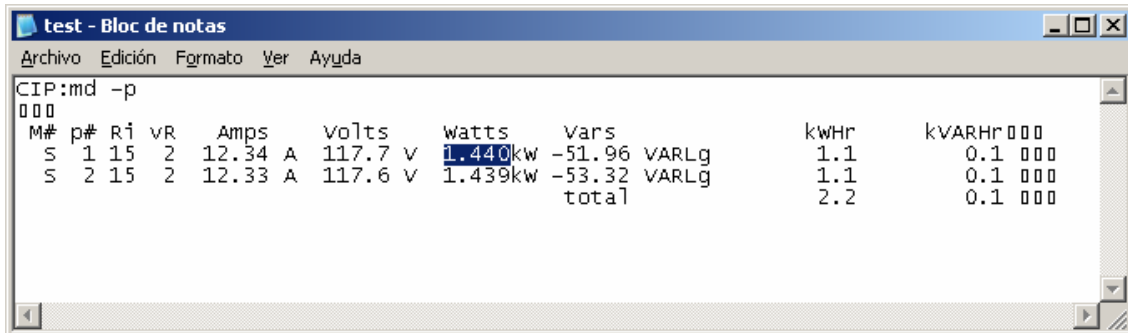 test - Bloc de notas
Archivo Edición Formato Ver Ayuda
CIP:md -p
▯▯▯
M# p# Ri vR Amps Volts Watts Vars kWHr kVARHr▯▯▯
S 1 15 2 12.34 A 117.7 V 1.440kW -51.96 VARLg 1.1 0.1 ▯▯▯
S 2 15 2 12.33 A 117.6 V 1.439kW -53.32 VARLg 1.1 0.1 ▯▯▯
total 2.2 0.1 ▯▯▯